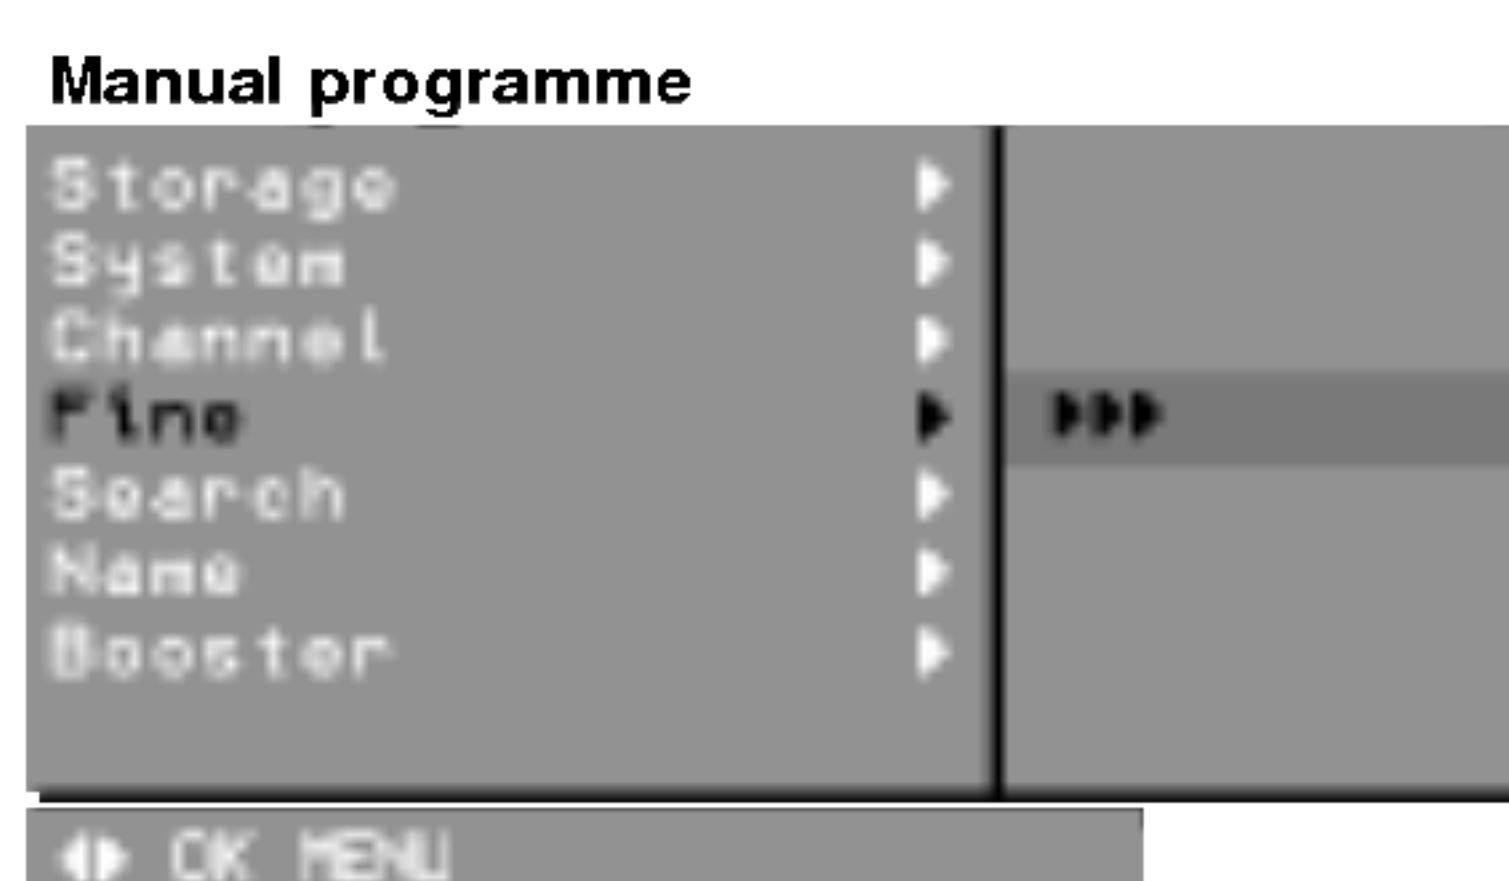 Manual programme
Storage
System
Channel
Fine
Search
Name
Booster
OK MENU